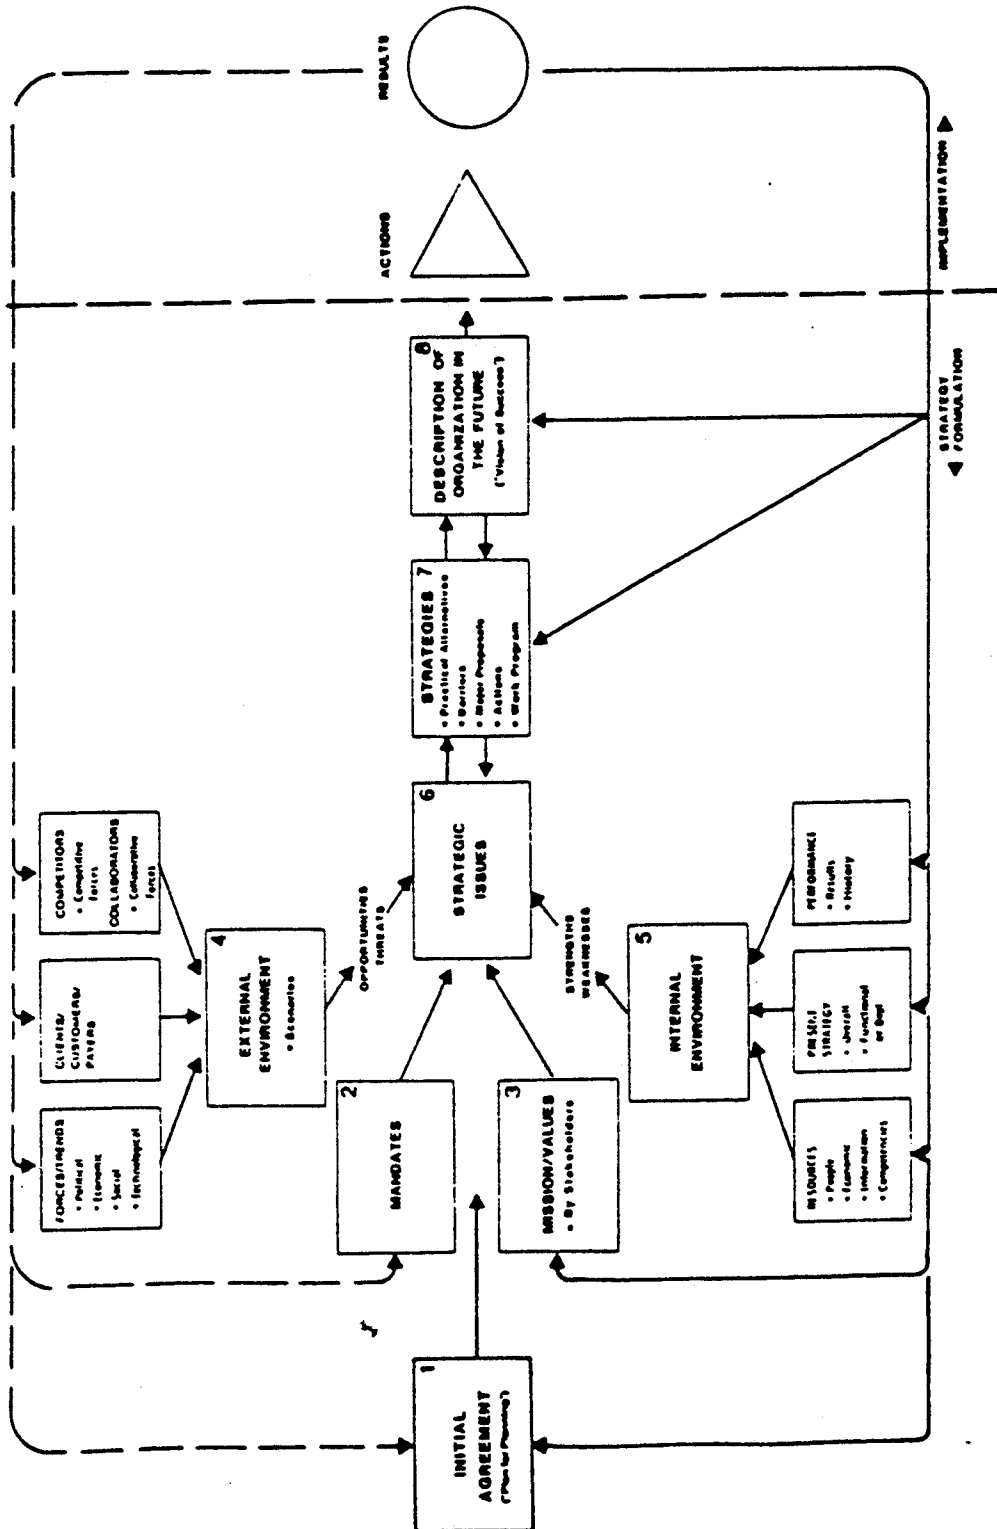 1
INITIAL
AGREEMENT
("Plan for Planning")
FORCES/TRENDS
• Political
• Economic
• Social
• Technological
CLIENTS/
CUSTOMERS/
PAYERS
COMPETITORS
• Competitive
Forces
COLLABORATORS
• Collaborative
Forces
4
EXTERNAL
ENVIRONMENT
• Scenarios
2
MANDATES
3
MISSION/VALUES
• By Stakeholders
OPPORTUNITIES
THREATS
STRENGTHS
WEAKNESSES
5
INTERNAL
ENVIRONMENT
RESOURCES
• People
• Economic
• Information
• Competencies
PRESENT
STRATEGY
• Overall
• Functional
or Dept
PERFORMANCE
• Results
• History
6
STRATEGIC
ISSUES
STRATEGIES 7
• Practical Alternatives
• Barriers
• Major Proposals
• Actions
• Work Program
8
DESCRIPTION OF
ORGANIZATION IN
THE FUTURE
("Vision of Success")
ACTIONS
RESULTS
STRATEGY
FORMULATION
IMPLEMENTATION